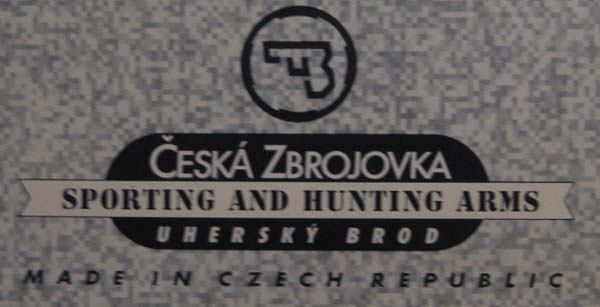 ČESKÁ ZBROJOVKA
SPORTING AND HUNTING ARMS
UHERSKÝ BROD
MADE IN CZECH REPUBLIC